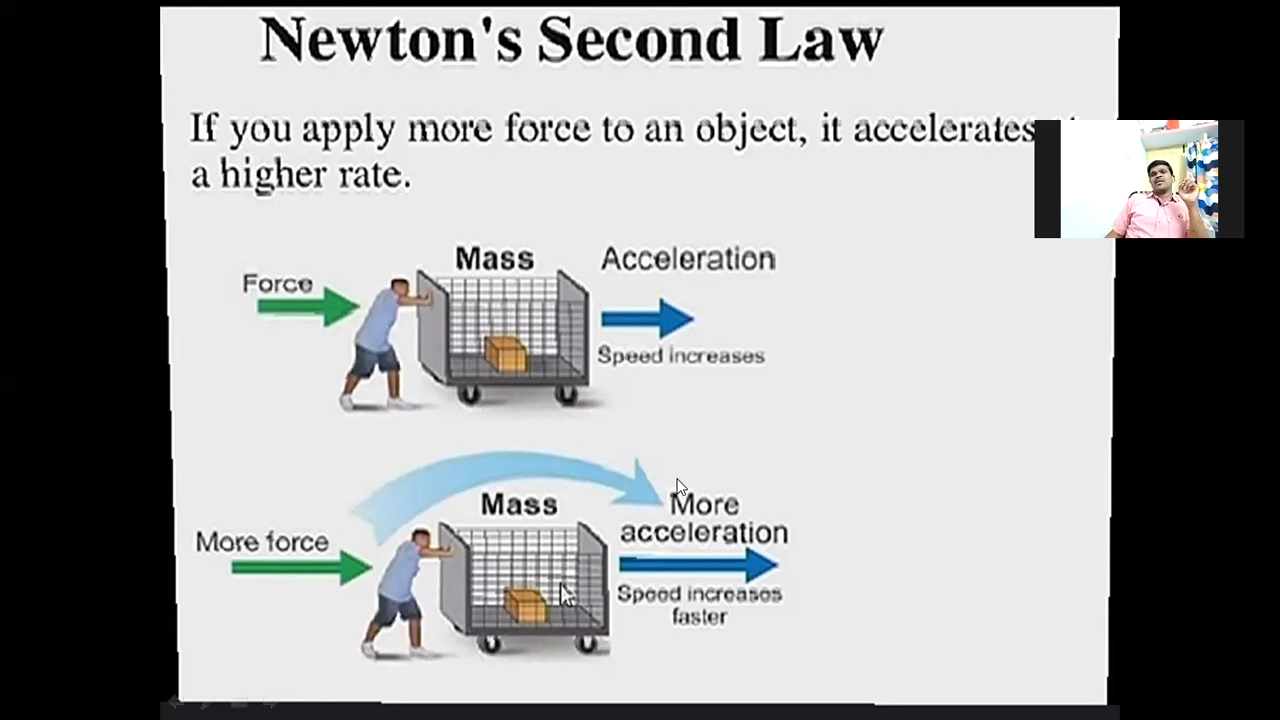 Newton's Second Law
If you apply more force to an object, it accelerates
a higher rate.
Mass
Acceleration
Force
Speed increases
Mass
More
acceleration
More force
Speed increases
faster